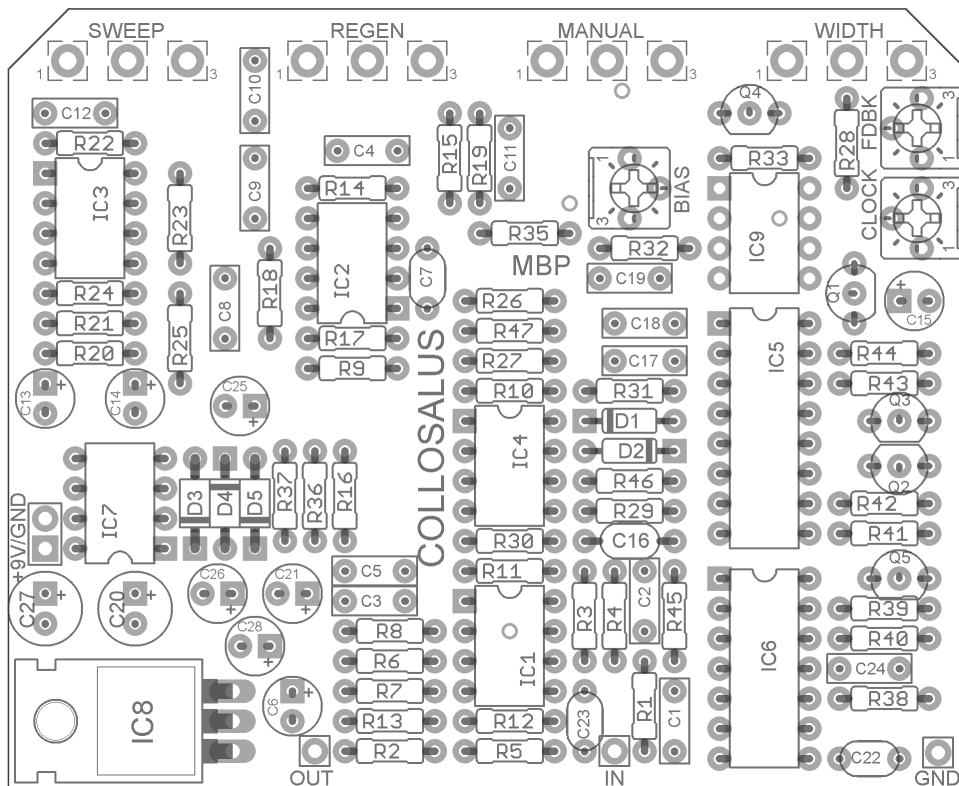 SWEEP REGEN MANUAL WIDTH
1 3 1 3 1 3 1 3
C10 Q4
C12
R22 R15 R19 C11 R28 FDBK 3 1
C4
IC3 C9 R14 1 3 BIAS R33 CLOCK 3 1
R23 R35 R32 IC9
MBP
R18 IC2 C7 C19 Q1
R24 C8 R26 C15
R21 R25 R17 R47 C18 IC5
R20 R9 R27 C17 R44
C13 C14 C25 COLLOSALUS R10 R31 R43
D1 Q3
IC4 D2
IC7 D3 D4 D5 R37 R36 R16 R46 Q2
R29 R42
+9V/GND R30 C16 R41
C5 R11 Q5
C27 C20 C26 C21 C3 R3 R4 C2 R45 R39
C28 R8 R40
IC8 R6 IC1 IC6 C24
C6 R7 R1 C1 R38
R13 R12 C23
R2 R5 C22
OUT IN GND